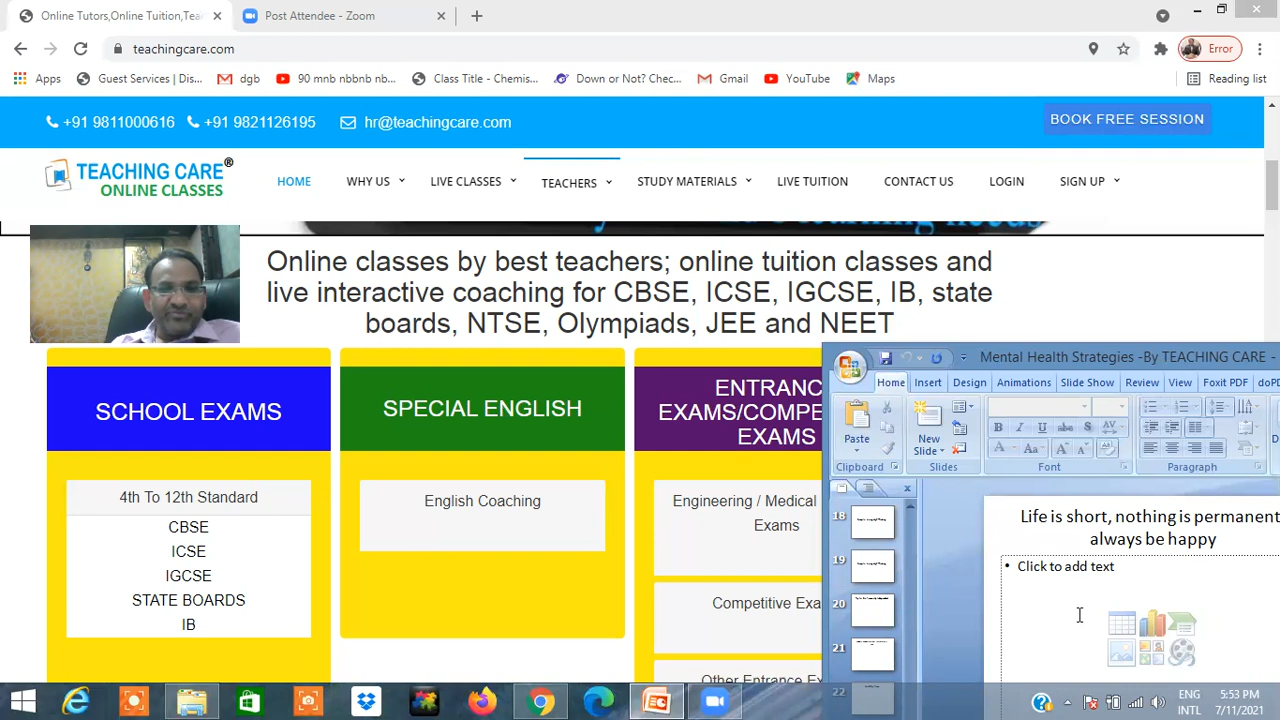 Online Tutors,Online Tuition,Tea
Post Attendee - Zoom
teachingcare.com
Error
Apps
Guest Services | Dis...
dgb
90 mnb nbbnb nb...
Class Title - Chemis...
Down or Not? Chec...
Gmail
YouTube
Maps
Reading list
+91 9811000616
+91 9821126195
hr@teachingcare.com
BOOK FREE SESSION
TEACHING CARE®
ONLINE CLASSES
HOME
WHY US
LIVE CLASSES
TEACHERS
STUDY MATERIALS
LIVE TUITION
CONTACT US
LOGIN
SIGN UP
Online classes by best teachers; online tuition classes and
live interactive coaching for CBSE, ICSE, IGCSE, IB, state
boards, NTSE, Olympiads, JEE and NEET
SCHOOL EXAMS
4th To 12th Standard
CBSE
ICSE
IGCSE
STATE BOARDS
IB
SPECIAL ENGLISH
English Coaching
ENTRANC
EXAMS/COMPE
EXAMS
Engineering / Medical
Exams
Competitive Exa
Other Entrance Ex
Mental Health Strategies -By TEACHING CARE -
Home
Insert
Design
Animations
Slide Show
Review
View
Foxit PDF
doPD
Paste
New
Slide
Clipboard
Slides
Font
Paragraph
18
19
20
21
22
Life is short, nothing is permanent
always be happy
• Click to add text
ENG
INTL
5:53 PM
7/11/2021